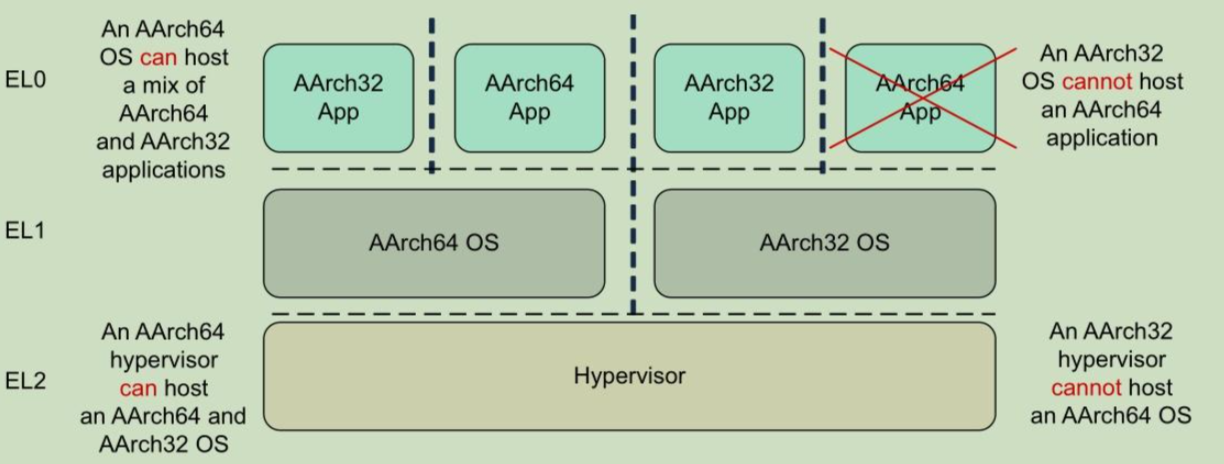 An AArch64
OS can host
a mix of
AArch64
and AArch32
applications
EL0
AArch32
App
AArch64
App
AArch32
App
AArch64
App
An AArch32
OS cannot host
an AArch64
application
EL1
AArch64 OS
AArch32 OS
An AArch64
hypervisor
can host
an AArch64 and
AArch32 OS
EL2
Hypervisor
An AArch32
hypervisor
cannot host
an AArch64 OS